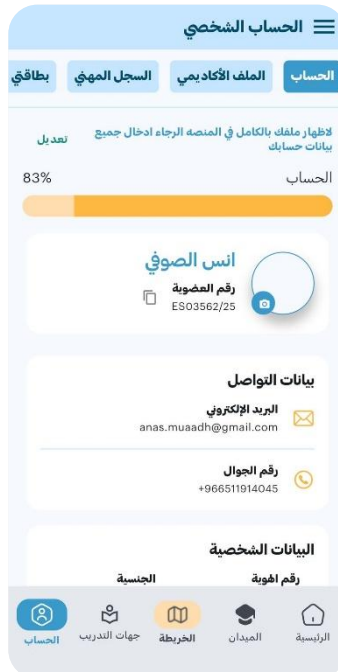 الحساب الشخصي
الحساب
الملف الأكاديمي
السجل المهني
بطاقتي
لاظهار ملفك بالكامل في المنصه الرجاء ادخال جميع
بيانات حسابك
تعديل
الحساب
83%
انس الصوفي
رقم العضوية
ES03562/25
بيانات التواصل
البريد الإلكتروني
anas.muaadh@gmail.com
رقم الجوال
+966511914045
البيانات الشخصية
رقم الهوية
الجنسية
الرئيسية
الميدان
الخريطة
جهات التدريب
الحساب